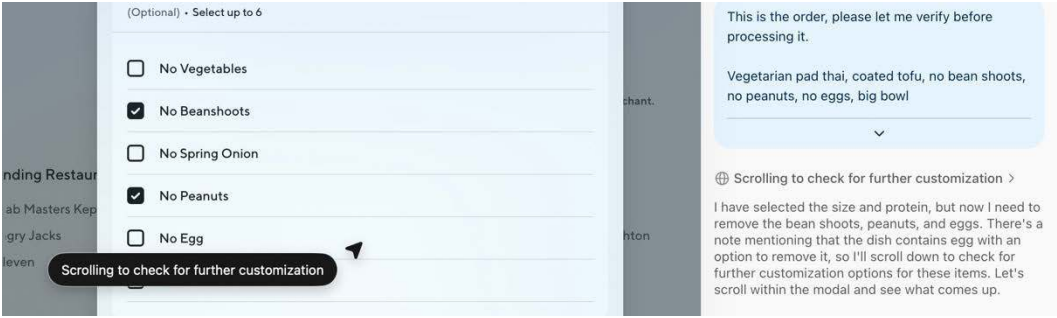 (Optional) • Select up to 6
No Vegetables
No Beanshoots
No Spring Onion
No Peanuts
No Egg
Scrolling to check for further customization
chant.
nding Restaur
ab Masters Kep
gry Jacks
leven
hton
This is the order, please let me verify before
processing it.
Vegetarian pad thai, coated tofu, no bean shoots,
no peanuts, no eggs, big bowl
Scrolling to check for further customization >
I have selected the size and protein, but now I need to
remove the bean shoots, peanuts, and eggs. There's a
note mentioning that the dish contains egg with an
option to remove it, so I'll scroll down to check for
further customization options for these items. Let's
scroll within the modal and see what comes up.